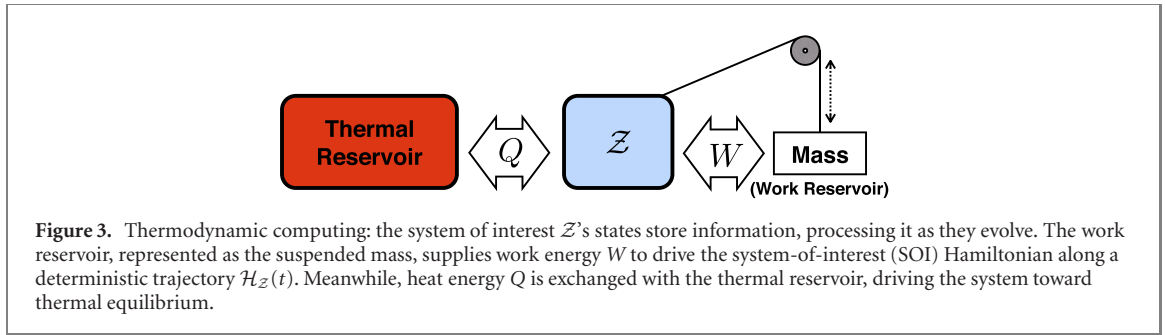 Thermal
Reservoir
Q
𝒵
W
Mass
(Work Reservoir)
Figure 3. Thermodynamic computing: the system of interest 𝒵's states store information, processing it as they evolve. The work
reservoir, represented as the suspended mass, supplies work energy W to drive the system-of-interest (SOI) Hamiltonian along a
deterministic trajectory ℋ_𝒵(t). Meanwhile, heat energy Q is exchanged with the thermal reservoir, driving the system toward
thermal equilibrium.